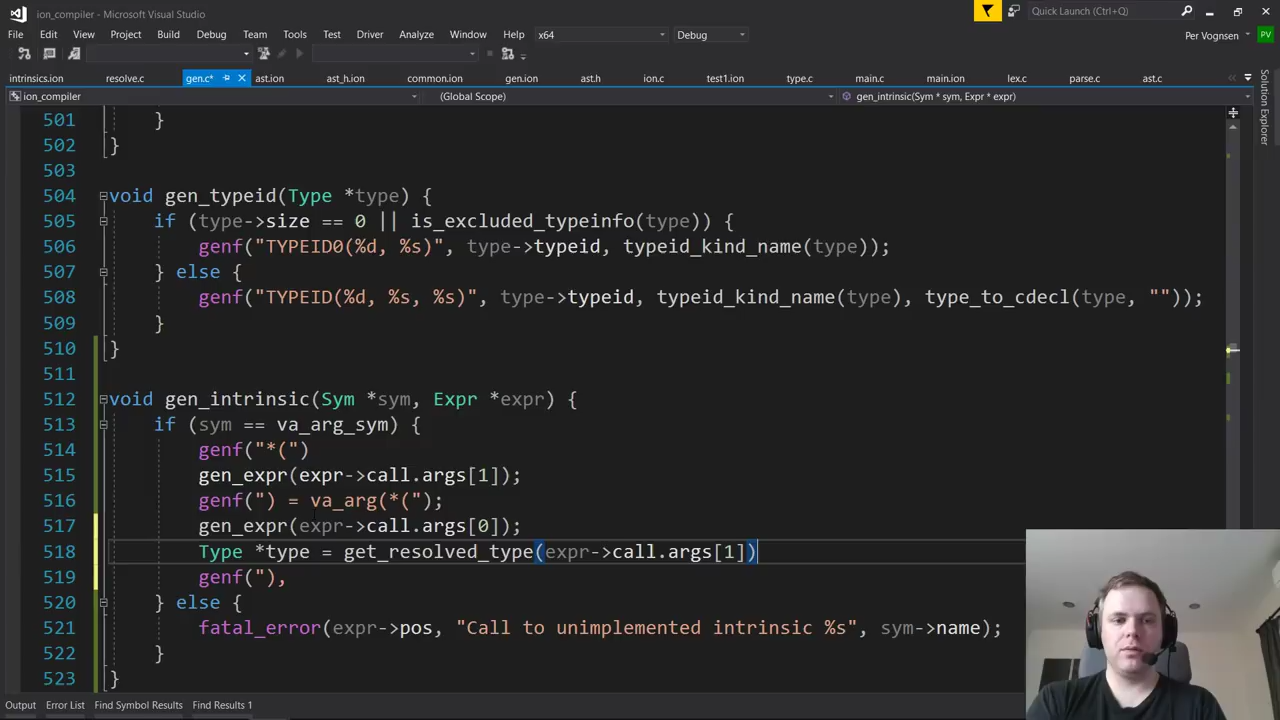 ion_compiler - Microsoft Visual Studio
Quick Launch (Ctrl+Q)
File Edit View Project Build Debug Team Tools Test Driver Analyze Window Help x64 Debug Per Vognsen PV
intrinsics.ion resolve.c gen.c* ast.ion ast_h.ion common.ion gen.ion ast.h ion.c test1.ion type.c main.c main.ion lex.c parse.c ast.c
ion_compiler (Global Scope) gen_intrinsic(Sym * sym, Expr * expr)
Solution Explorer
501 }
502 }
503
504 void gen_typeid(Type *type) {
505 if (type->size == 0 || is_excluded_typeinfo(type)) {
506 genf("TYPEID0(%d, %s)", type->typeid, typeid_kind_name(type));
507 } else {
508 genf("TYPEID(%d, %s, %s)", type->typeid, typeid_kind_name(type), type_to_cdecl(type, ""));
509 }
510 }
511
512 void gen_intrinsic(Sym *sym, Expr *expr) {
513 if (sym == va_arg_sym) {
514 genf("*(")
515 gen_expr(expr->call.args[1]);
516 genf(") = va_arg(*(");
517 gen_expr(expr->call.args[0]);
518 Type *type = get_resolved_type(expr->call.args[1])
519 genf("),
520 } else {
521 fatal_error(expr->pos, "Call to unimplemented intrinsic %s", sym->name);
522 }
523 }
Output Error List Find Symbol Results Find Results 1